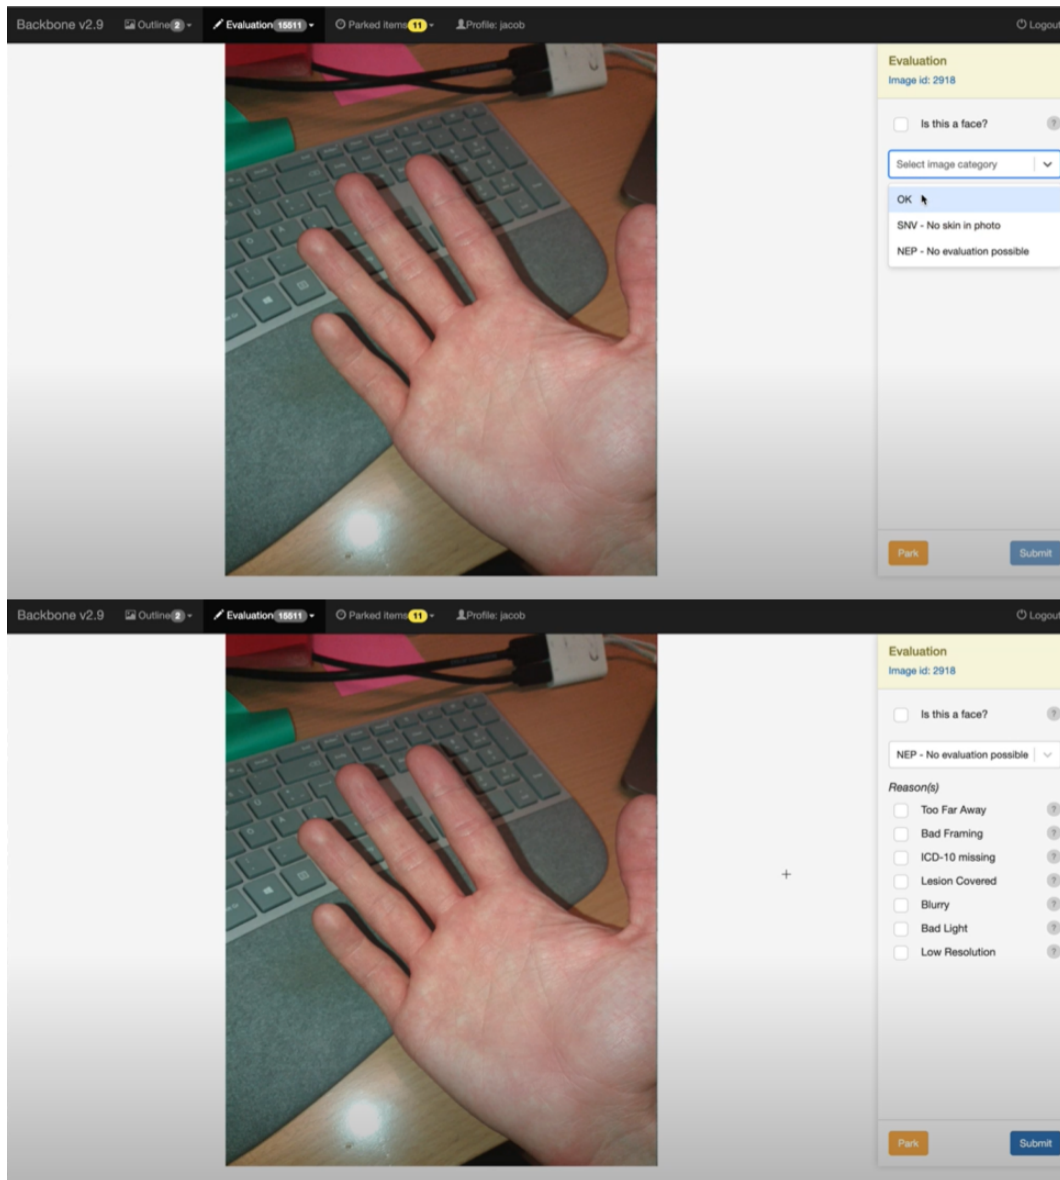 Backbone v2.9 Outline 2 Evaluation 15511 Parked items 11 Profile: jacob Logout
Evaluation
Image id: 2918
Is this a face? ?
Select image category
OK
SNV - No skin in photo
NEP - No evaluation possible
Park Submit
Backbone v2.9 Outline 2 Evaluation 15511 Parked items 11 Profile: jacob Logout
Evaluation
Image id: 2918
Is this a face? ?
NEP - No evaluation possible
Reason(s)
Too Far Away ?
Bad Framing ?
ICD-10 missing ?
Lesion Covered ?
Blurry ?
Bad Light ?
Low Resolution ?
Park Submit